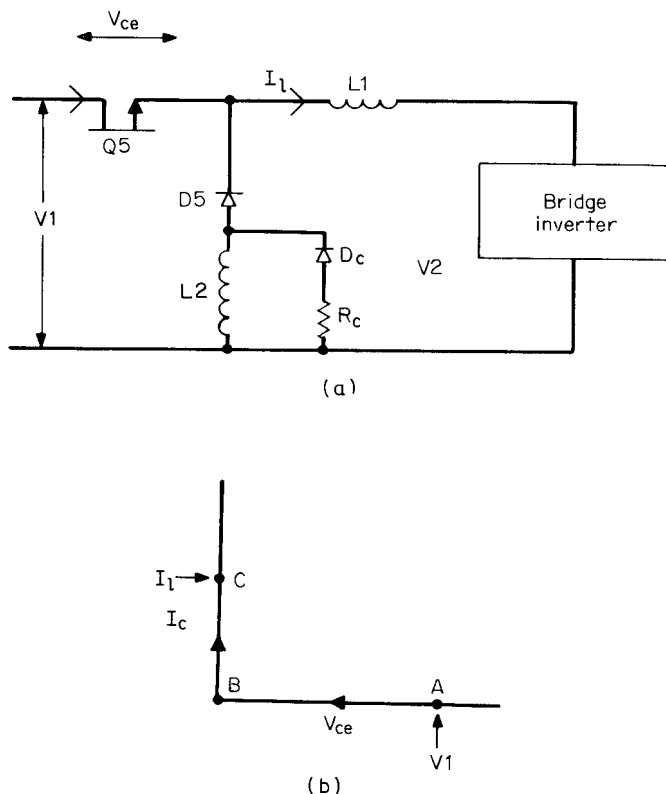 Vce
Il
L1
Q5
V1
D5
Bridge
inverter
Dc
V2
L2
Rc
(a)
Il
C
Ic
B
A
Vce
V1
(b)